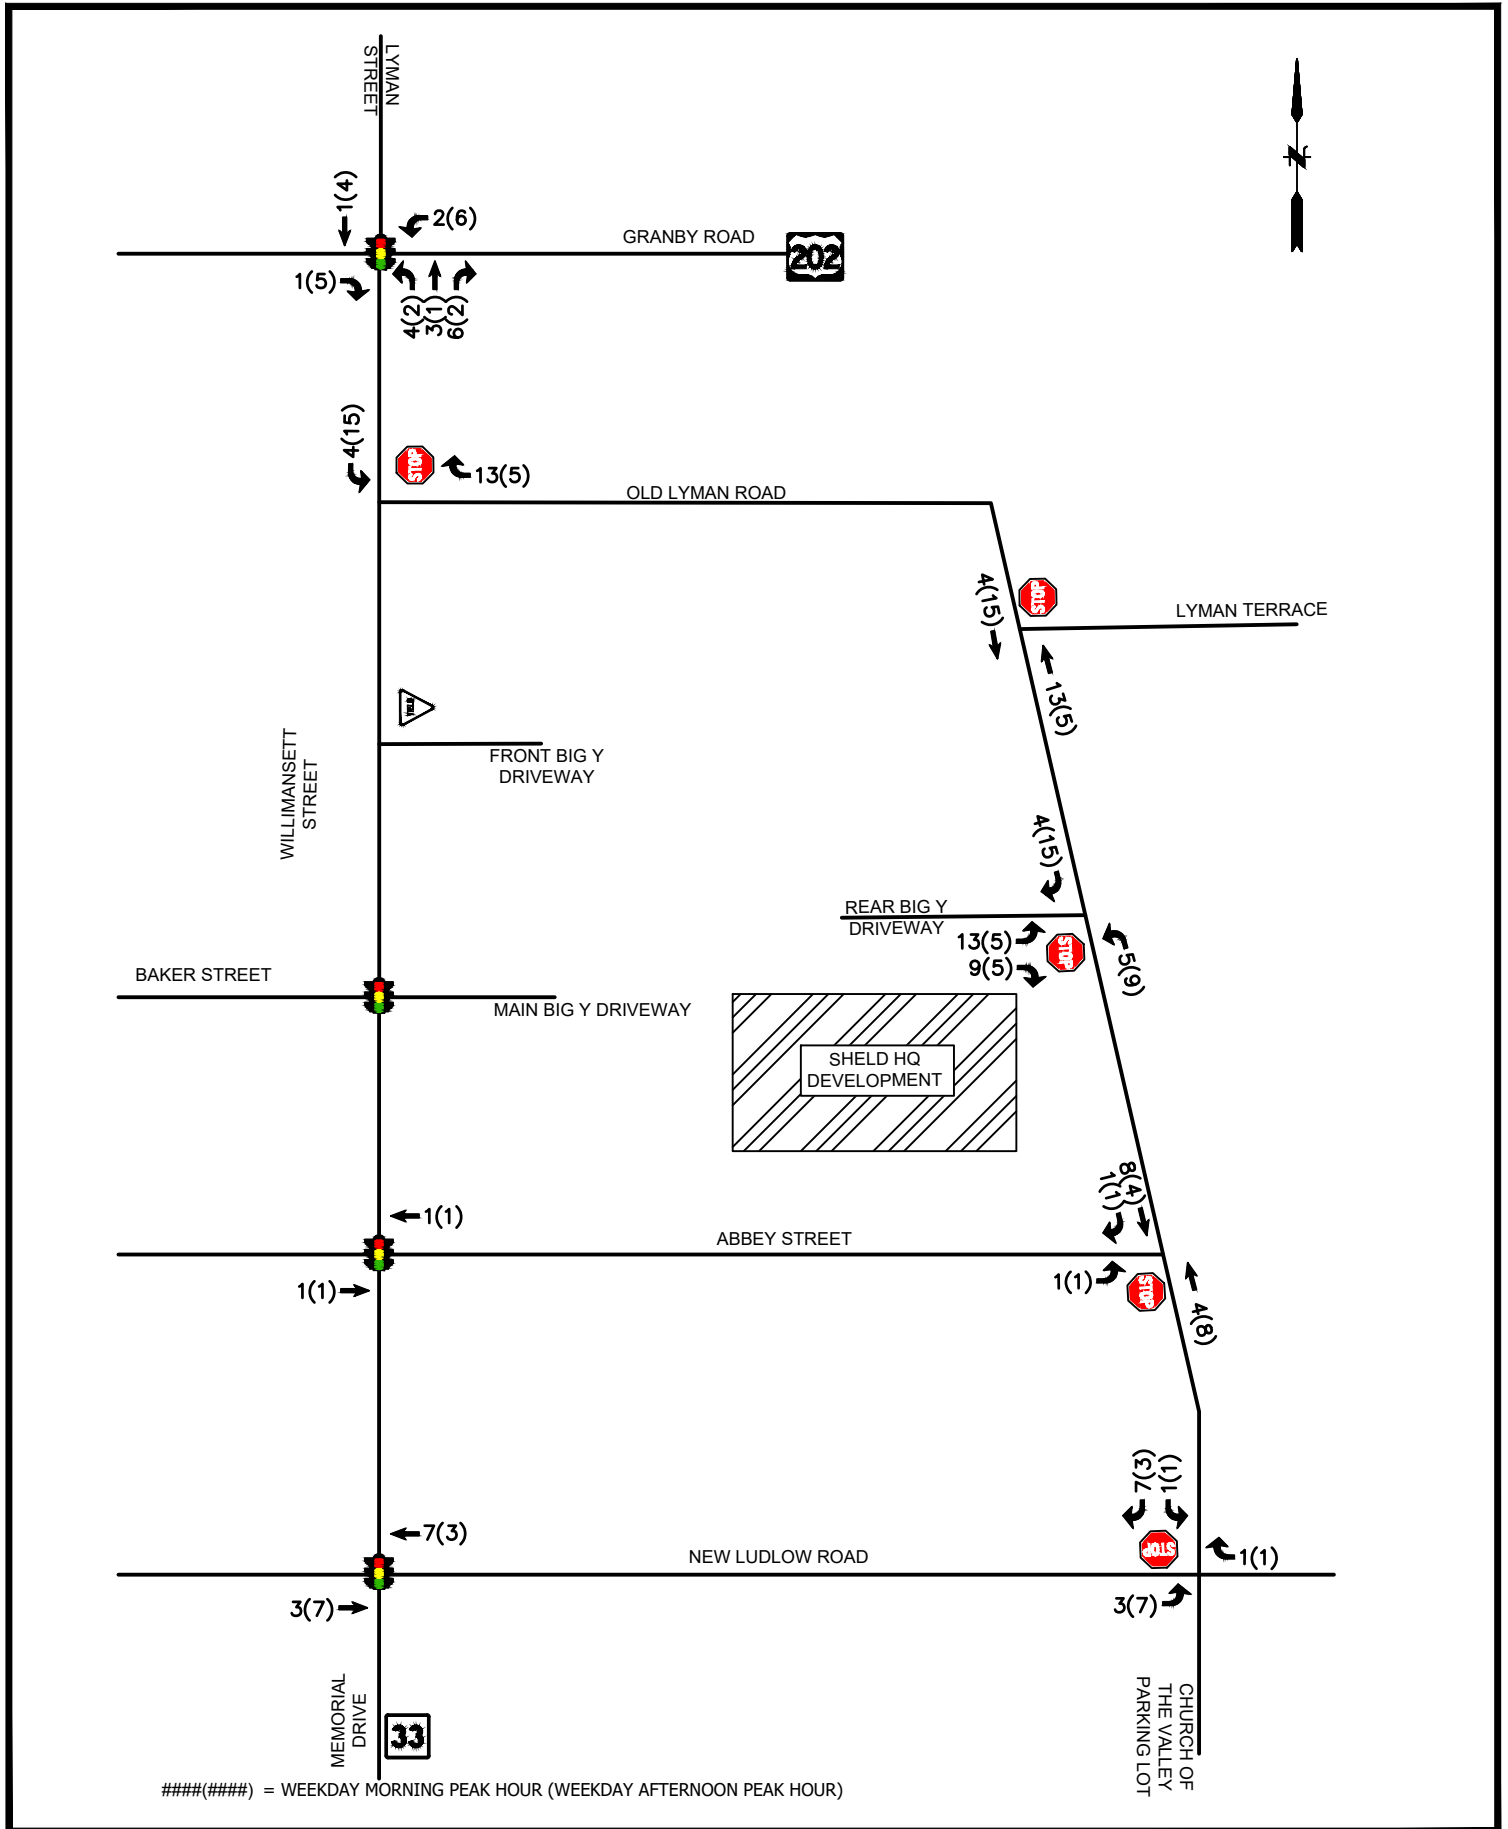 LYMAN
STREET
1(4)
2(6)
GRANBY ROAD
202
1(5)
4(2)
3(1)
6(2)
4(15)
STOP
13(5)
OLD LYMAN ROAD
4(15)
STOP
LYMAN TERRACE
13(5)
YIELD
FRONT BIG Y
DRIVEWAY
WILLIMANSETT
STREET
4(15)
REAR BIG Y
DRIVEWAY
13(5)
STOP
9(5)
5(9)
BAKER STREET
MAIN BIG Y DRIVEWAY
SHELD HQ
DEVELOPMENT
8(4)
1(1)
1(1)
ABBEY STREET
1(1)
1(1)
STOP
4(8)
7(3)
1(1)
7(3)
NEW LUDLOW ROAD
STOP
1(1)
3(7)
3(7)
MEMORIAL
DRIVE
33
CHURCH OF
THE VALLEY
PARKING LOT
####(####) = WEEKDAY MORNING PEAK HOUR (WEEKDAY AFTERNOON PEAK HOUR)
N